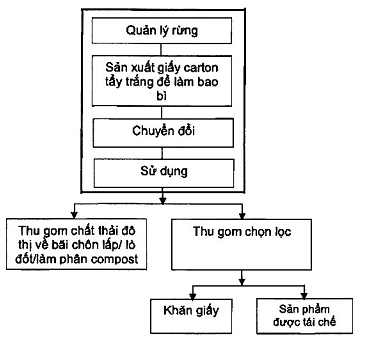 Quản lý rừng
Sản xuất giấy carton
tẩy trắng để làm bao
bì
Chuyển đổi
Sử dụng
Thu gom chất thải đô
thị về bãi chôn lấp/ lò
đốt/làm phân compost
Thu gom chọn lọc
Khăn giấy
Sản phẩm
được tái chế